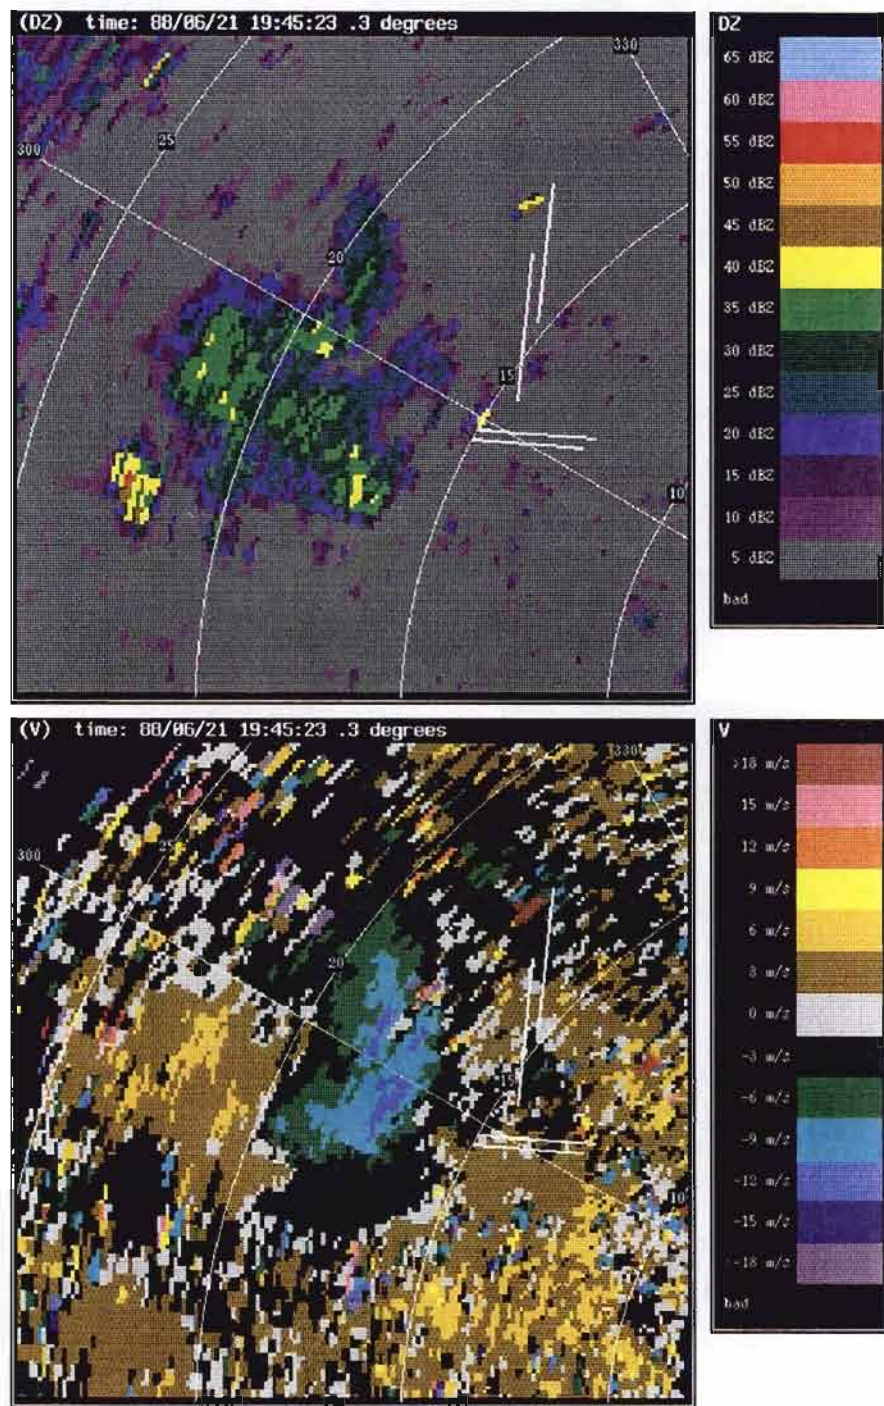 (DZ) time: 88/06/21 19:45:23 .3 degrees
330
25
300
20
15
10
DZ
65 dBZ
60 dBZ
55 dBZ
50 dBZ
45 dBZ
40 dBZ
35 dBZ
30 dBZ
25 dBZ
20 dBZ
15 dBZ
10 dBZ
5 dBZ
bad
(V) time: 88/06/21 19:45:23 .3 degrees
330
25
300
20
15
10
V
>18 m/s
15 m/s
12 m/s
9 m/s
6 m/s
3 m/s
0 m/s
-3 m/s
-6 m/s
-9 m/s
-12 m/s
-15 m/s
<-18 m/s
bad